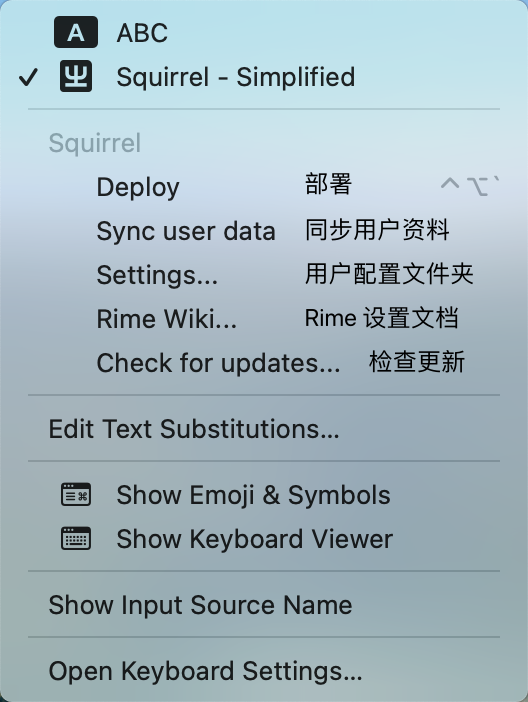 A ABC
✓ 㞢 Squirrel - Simplified
Squirrel
Deploy 部署 ^⌥`
Sync user data 同步用户资料
Settings... 用户配置文件夹
Rime Wiki... Rime 设置文档
Check for updates... 检查更新
Edit Text Substitutions...
Show Emoji & Symbols
Show Keyboard Viewer
Show Input Source Name
Open Keyboard Settings...